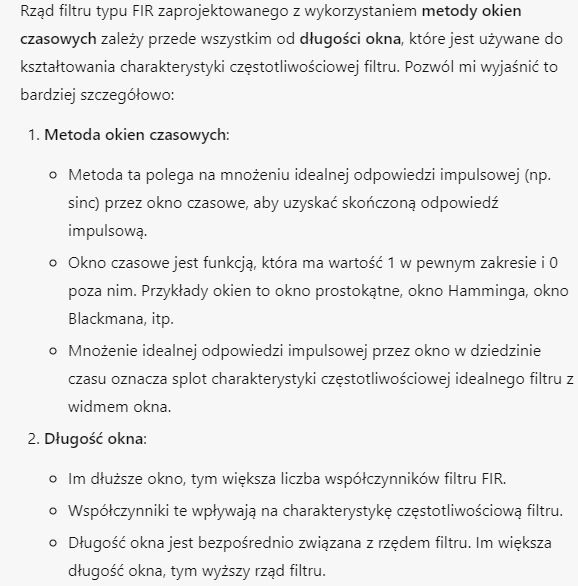 Rząd filtru typu FIR zaprojektowanego z wykorzystaniem metody okien
czasowych zależy przede wszystkim od długości okna, które jest używane do
kształtowania charakterystyki częstotliwościowej filtru. Pozwól mi wyjaśnić to
bardziej szczegółowo:
1. Metoda okien czasowych:
Metoda ta polega na mnożeniu idealnej odpowiedzi impulsowej (np.
sinc) przez okno czasowe, aby uzyskać skończoną odpowiedź
impulsową.
Okno czasowe jest funkcją, która ma wartość 1 w pewnym zakresie i 0
poza nim. Przykłady okien to okno prostokątne, okno Hamminga, okno
Blackmana, itp.
Mnożenie idealnej odpowiedzi impulsowej przez okno w dziedzinie
czasu oznacza splot charakterystyki częstotliwościowej idealnego filtru z
widmem okna.
2. Długość okna:
Im dłuższe okno, tym większa liczba współczynników filtru FIR.
Współczynniki te wpływają na charakterystykę częstotliwościową filtru.
Długość okna jest bezpośrednio związana z rzędem filtru. Im większa
długość okna, tym wyższy rząd filtru.